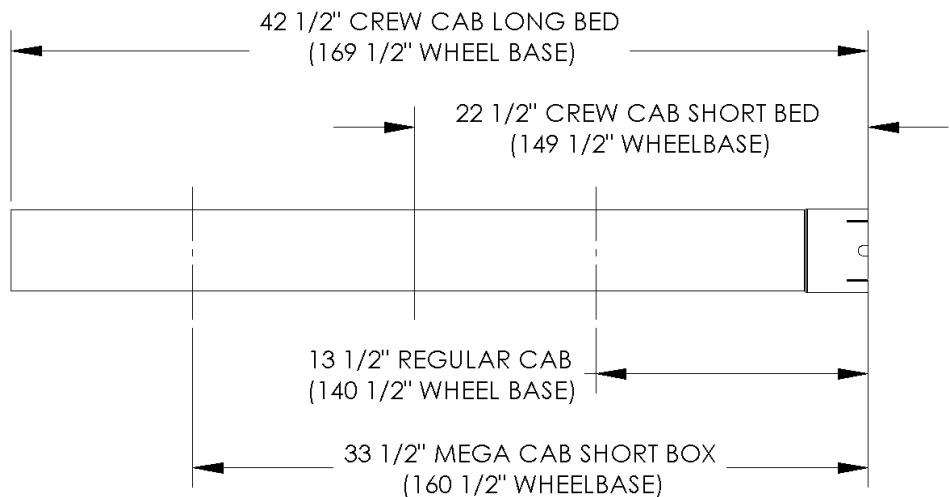 42 1/2" CREW CAB LONG BED
(169 1/2" WHEEL BASE)
22 1/2" CREW CAB SHORT BED
(149 1/2" WHEELBASE)
13 1/2" REGULAR CAB
(140 1/2" WHEEL BASE)
33 1/2" MEGA CAB SHORT BOX
(160 1/2" WHEELBASE)